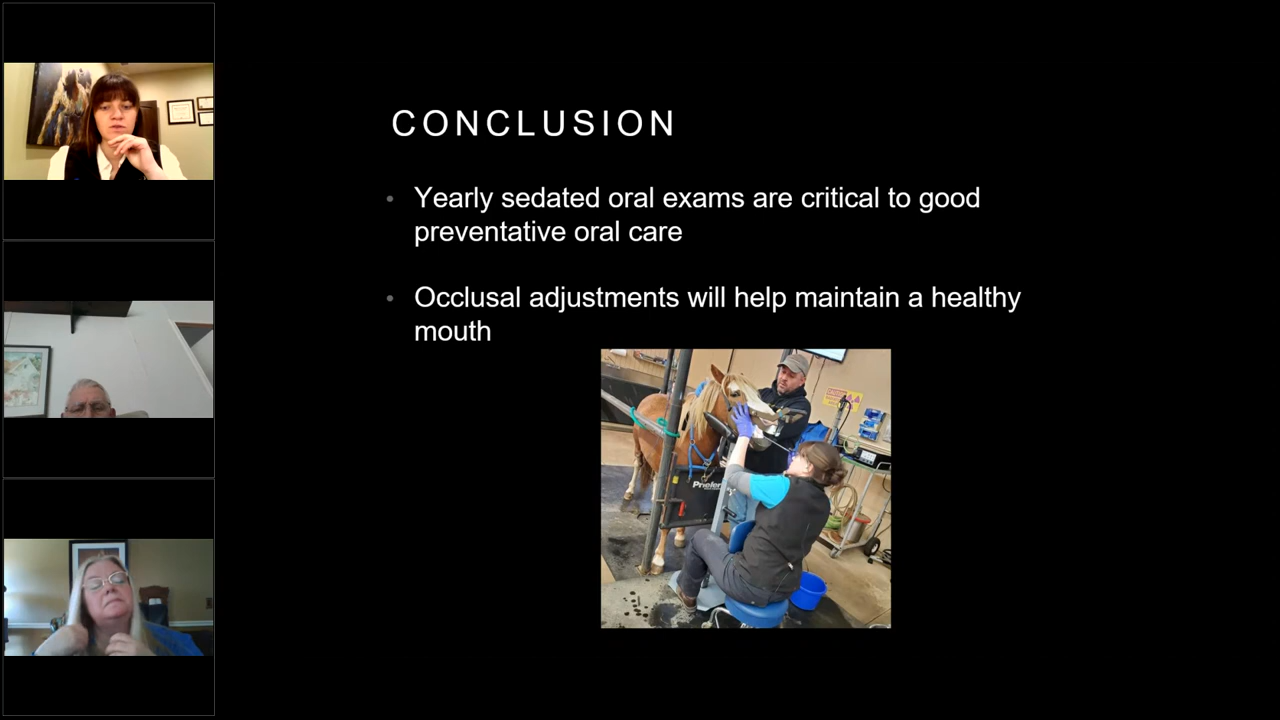 CONCLUSION
• Yearly sedated oral exams are critical to good
preventative oral care
• Occlusal adjustments will help maintain a healthy
mouth